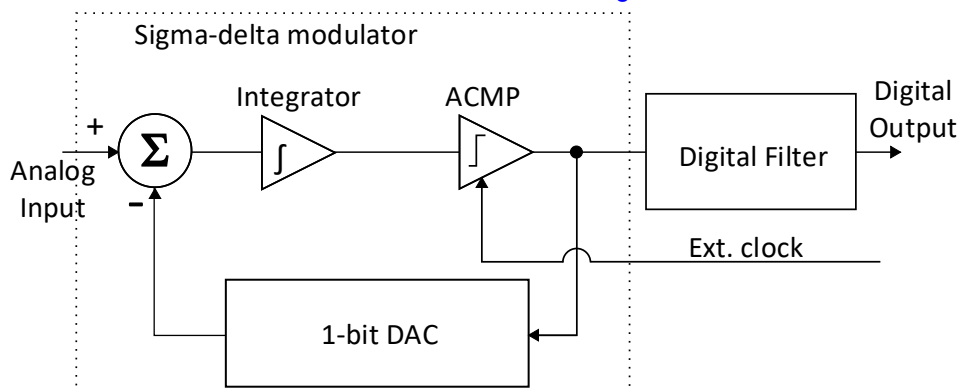 Sigma-delta modulator
Integrator
ACMP
Digital
Output
+
Σ
∫
Digital Filter
Analog
Input
-
Ext. clock
1-bit DAC